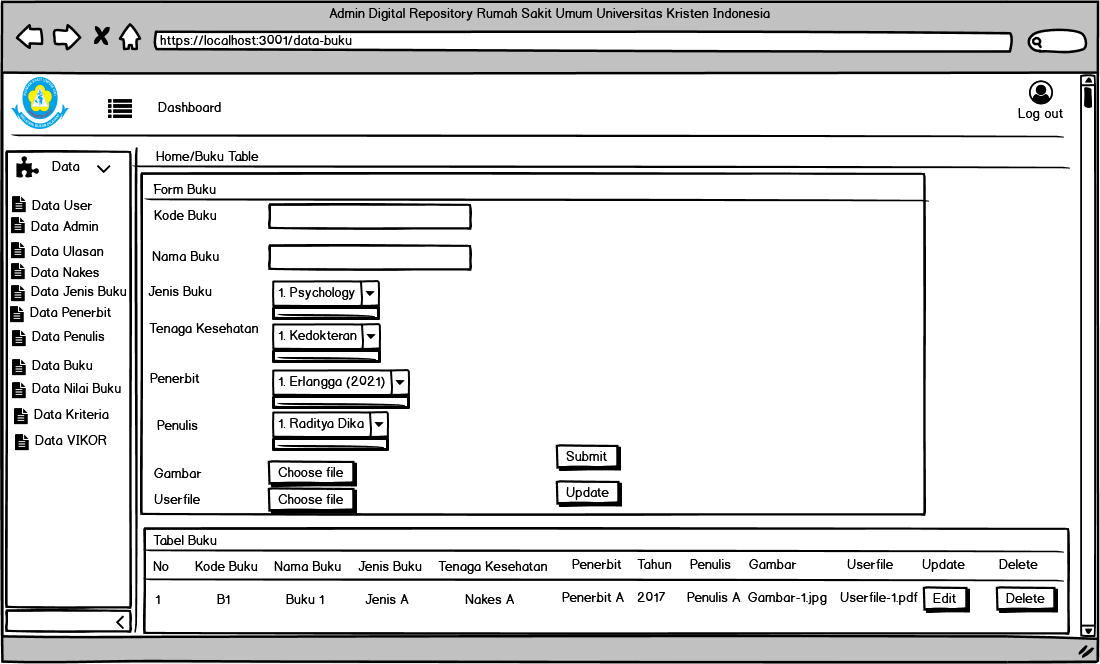 Admin Digital Repository Rumah Sakit Umum Universitas Kristen Indonesia
https://localhost:3001/data-buku
Dashboard
Log out
Data
Data User
Data Admin
Data Ulasan
Data Nakes
Data Jenis Buku
Data Penerbit
Data Penulis
Data Buku
Data Nilai Buku
Data Kriteria
Data VIKOR
Home/Buku Table
Form Buku
Kode Buku
Nama Buku
Jenis Buku 1. Psychology
Tenaga Kesehatan 1. Kedokteran
Penerbit 1. Erlangga (2021)
Penulis 1. Raditya Dika
Gambar Choose file
Userfile Choose file
Submit
Update
Tabel Buku
No Kode Buku Nama Buku Jenis Buku Tenaga Kesehatan Penerbit Tahun Penulis Gambar Userfile Update Delete
1 B1 Buku 1 Jenis A Nakes A Penerbit A 2017 Penulis A Gambar-1.jpg Userfile-1.pdf Edit Delete